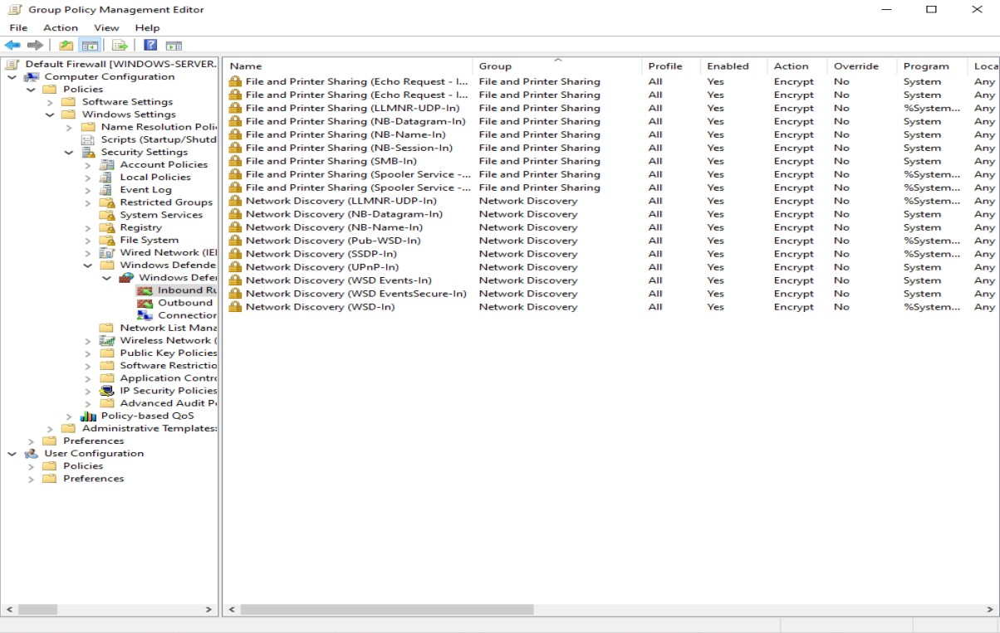 Group Policy Management Editor
File Action View Help
Default Firewall [WINDOWS-SERVER.
Computer Configuration
Policies
Software Settings
Windows Settings
Name Resolution Poli
Scripts (Startup/Shutd
Security Settings
Account Policies
Local Policies
Event Log
Restricted Groups
System Services
Registry
File System
Wired Network (IEI
Windows Defende
Windows Defen
Inbound Ru
Outbound
Connection
Network List Mana
Wireless Network (
Public Key Policies
Software Restrictio
Application Contro
IP Security Policies
Advanced Audit P
Policy-based QoS
Administrative Templates:
Preferences
User Configuration
Policies
Preferences
Name Group Profile Enabled Action Override Program Loca
File and Printer Sharing (Echo Request - I... File and Printer Sharing All Yes Encrypt No System Any
File and Printer Sharing (Echo Request - I... File and Printer Sharing All Yes Encrypt No System Any
File and Printer Sharing (LLMNR-UDP-In) File and Printer Sharing All Yes Encrypt No %System... Any
File and Printer Sharing (NB-Datagram-In) File and Printer Sharing All Yes Encrypt No System Any
File and Printer Sharing (NB-Name-In) File and Printer Sharing All Yes Encrypt No System Any
File and Printer Sharing (NB-Session-In) File and Printer Sharing All Yes Encrypt No System Any
File and Printer Sharing (SMB-In) File and Printer Sharing All Yes Encrypt No System Any
File and Printer Sharing (Spooler Service -... File and Printer Sharing All Yes Encrypt No %System... Any
File and Printer Sharing (Spooler Service -... File and Printer Sharing All Yes Encrypt No %System... Any
Network Discovery (LLMNR-UDP-In) Network Discovery All Yes Encrypt No %System... Any
Network Discovery (NB-Datagram-In) Network Discovery All Yes Encrypt No System Any
Network Discovery (NB-Name-In) Network Discovery All Yes Encrypt No System Any
Network Discovery (Pub-WSD-In) Network Discovery All Yes Encrypt No %System... Any
Network Discovery (SSDP-In) Network Discovery All Yes Encrypt No %System... Any
Network Discovery (UPnP-In) Network Discovery All Yes Encrypt No System Any
Network Discovery (WSD Events-In) Network Discovery All Yes Encrypt No System Any
Network Discovery (WSD EventsSecure-In) Network Discovery All Yes Encrypt No System Any
Network Discovery (WSD-In) Network Discovery All Yes Encrypt No %System... Any